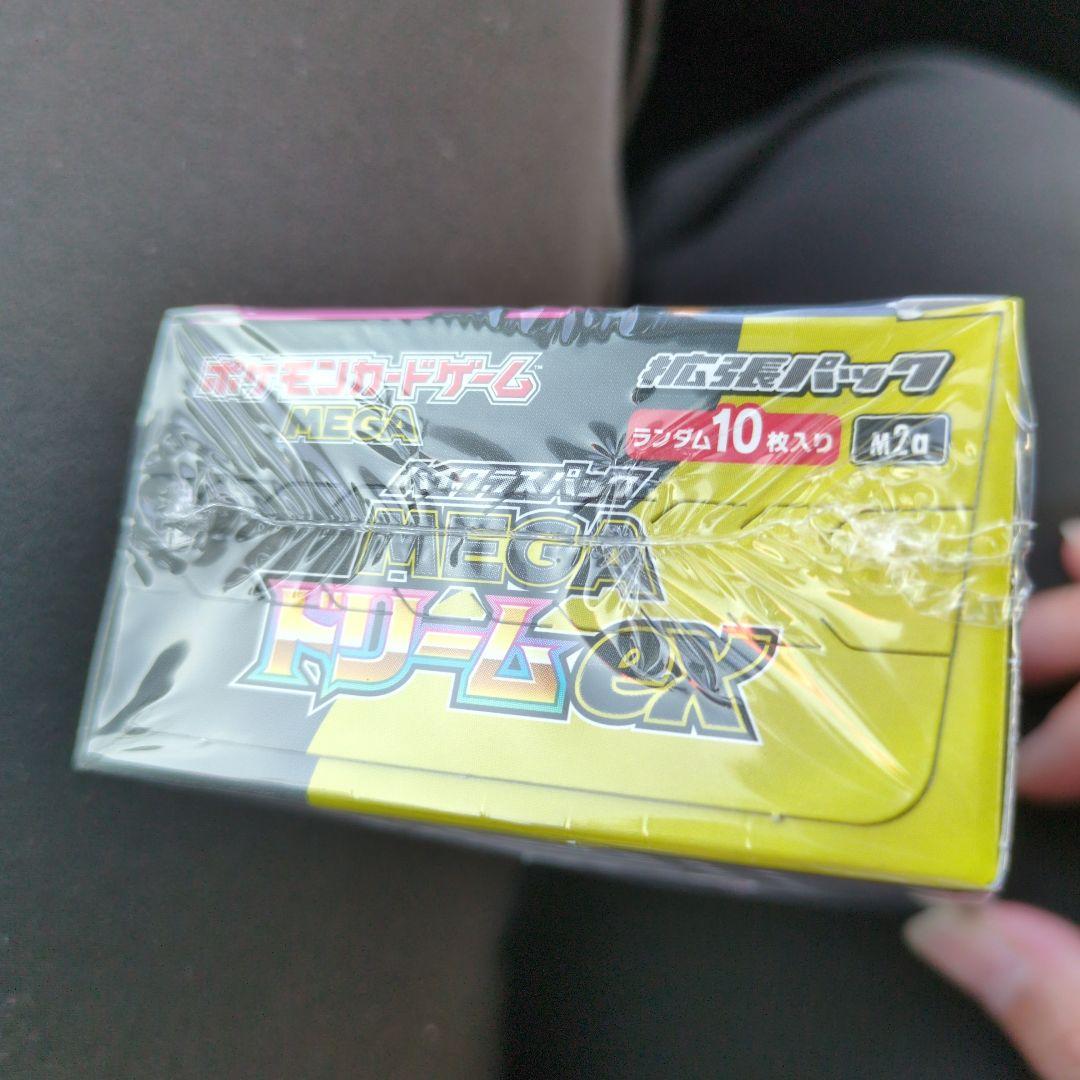 ポケモンカードゲーム™
MEGA
拡張パック
ランダム10枚入り
M2a
ハイクラスパック
MEGA
ドリームex